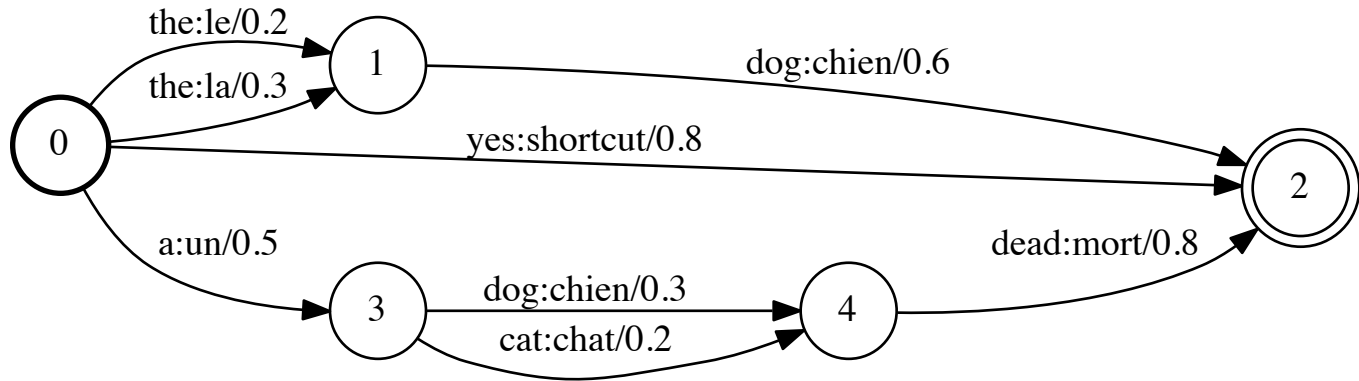 the:le/0.2
1
dog:chien/0.6
the:la/0.3
0
yes:shortcut/0.8
2
a:un/0.5
dead:mort/0.8
3
dog:chien/0.3
4
cat:chat/0.2